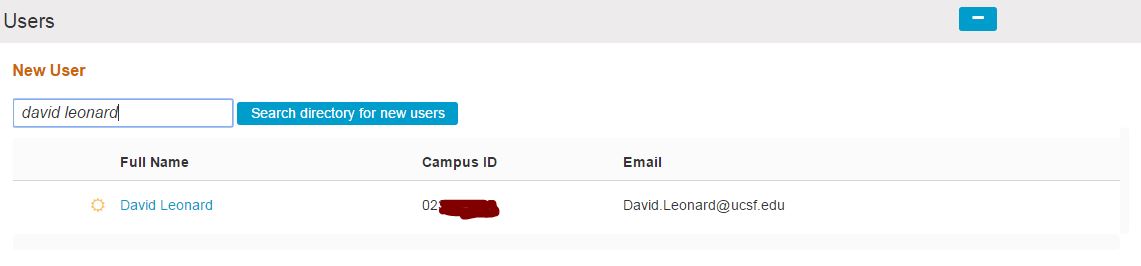 Users
New User
david leonard Search directory for new users
Full Name Campus ID Email
David Leonard 02 David.Leonard@ucsf.edu